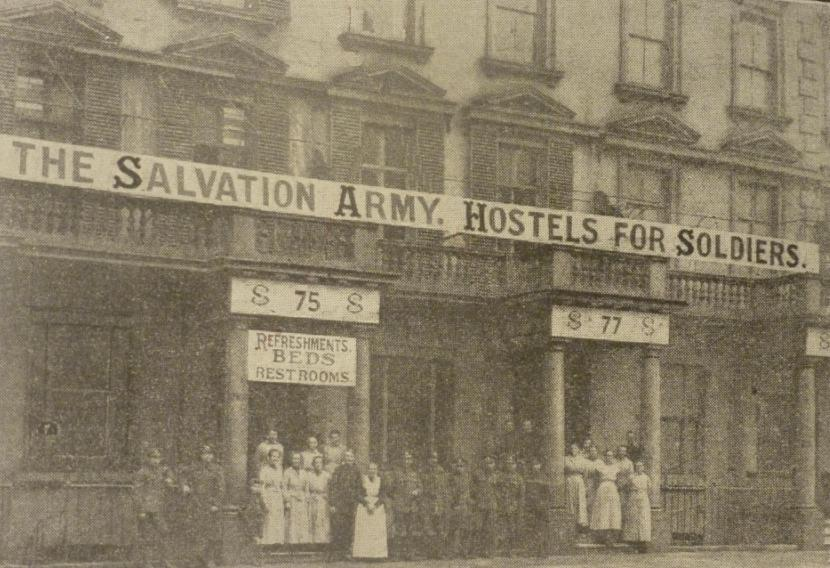 THE SALVATION ARMY. HOSTELS FOR SOLDIERS.
S 75 S
REFRESHMENTS.
BEDS
REST ROOMS
S 77 S
S